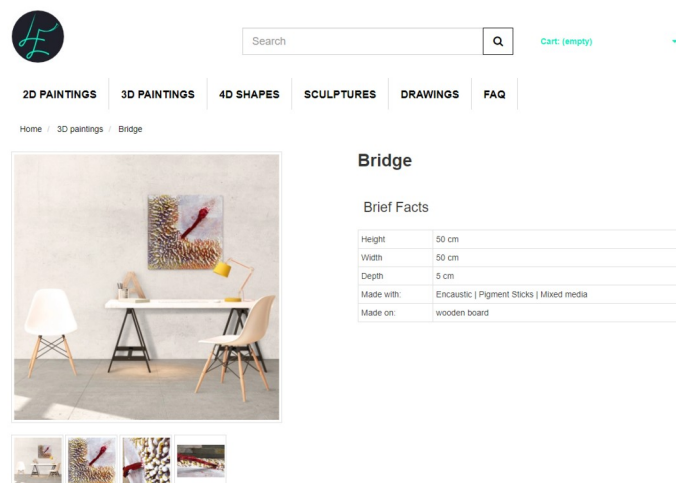 Search
Cart: (empty)
2D PAINTINGS 3D PAINTINGS 4D SHAPES SCULPTURES DRAWINGS FAQ
Home / 3D paintings / Bridge
Bridge
Brief Facts
Height 50 cm
Width 50 cm
Depth 5 cm
Made with: Encaustic | Pigment Sticks | Mixed media
Made on: wooden board